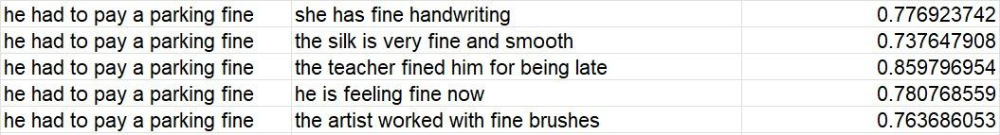 he had to pay a parking fine she has fine handwriting 0.776923742
he had to pay a parking fine the silk is very fine and smooth 0.737647908
he had to pay a parking fine the teacher fined him for being late 0.859796954
he had to pay a parking fine he is feeling fine now 0.780768559
he had to pay a parking fine the artist worked with fine brushes 0.763686053